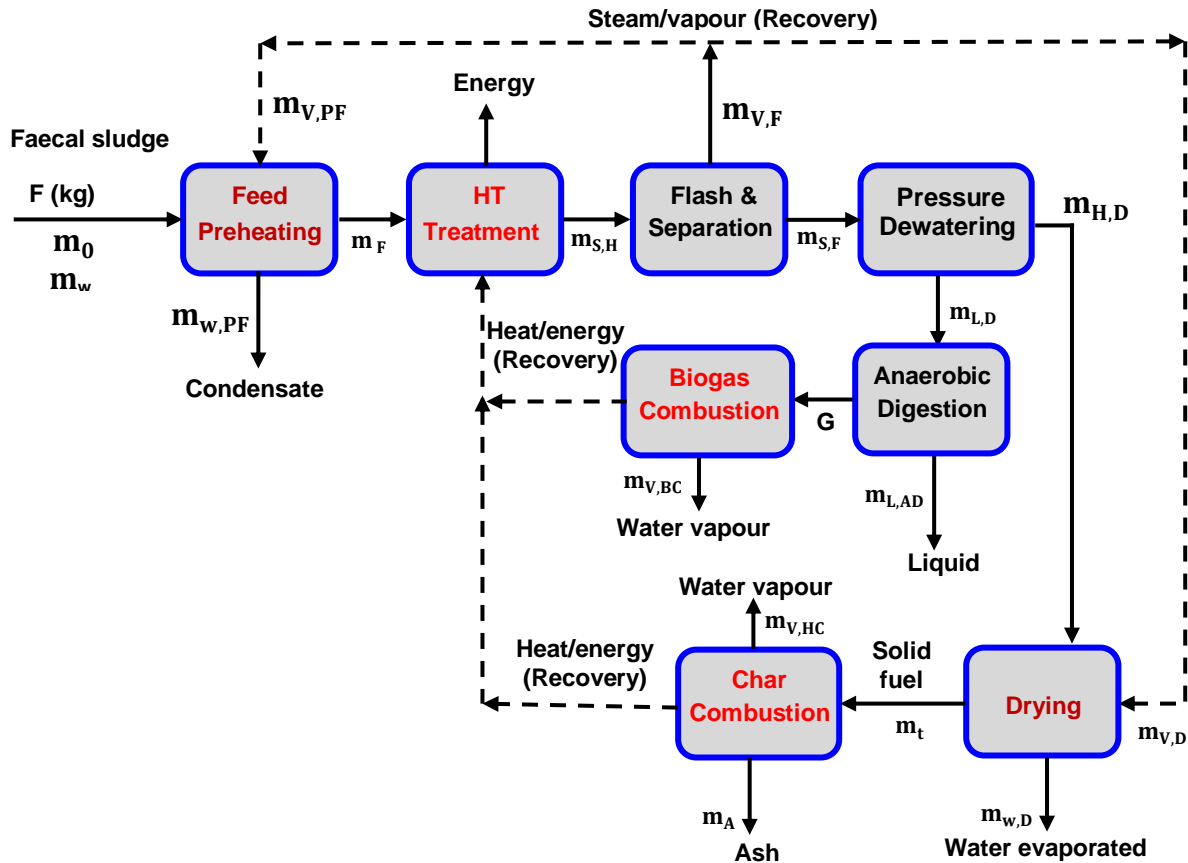 Steam/vapour (Recovery)
Energy
m_V,PF
m_V,F
Faecal sludge
F (kg)
m_0
m_w
Feed
Preheating
m_F
HT
Treatment
m_S,H
Flash &
Separation
m_S,F
Pressure
Dewatering
m_H,D
m_w,PF
Condensate
Heat/energy
(Recovery)
m_L,D
Biogas
Combustion
G
Anaerobic
Digestion
m_V,BC
Water vapour
m_L,AD
Liquid
Water vapour
m_V,HC
Heat/energy
(Recovery)
Char
Combustion
Solid
fuel
m_t
Drying
m_V,D
m_A
Ash
m_w,D
Water evaporated